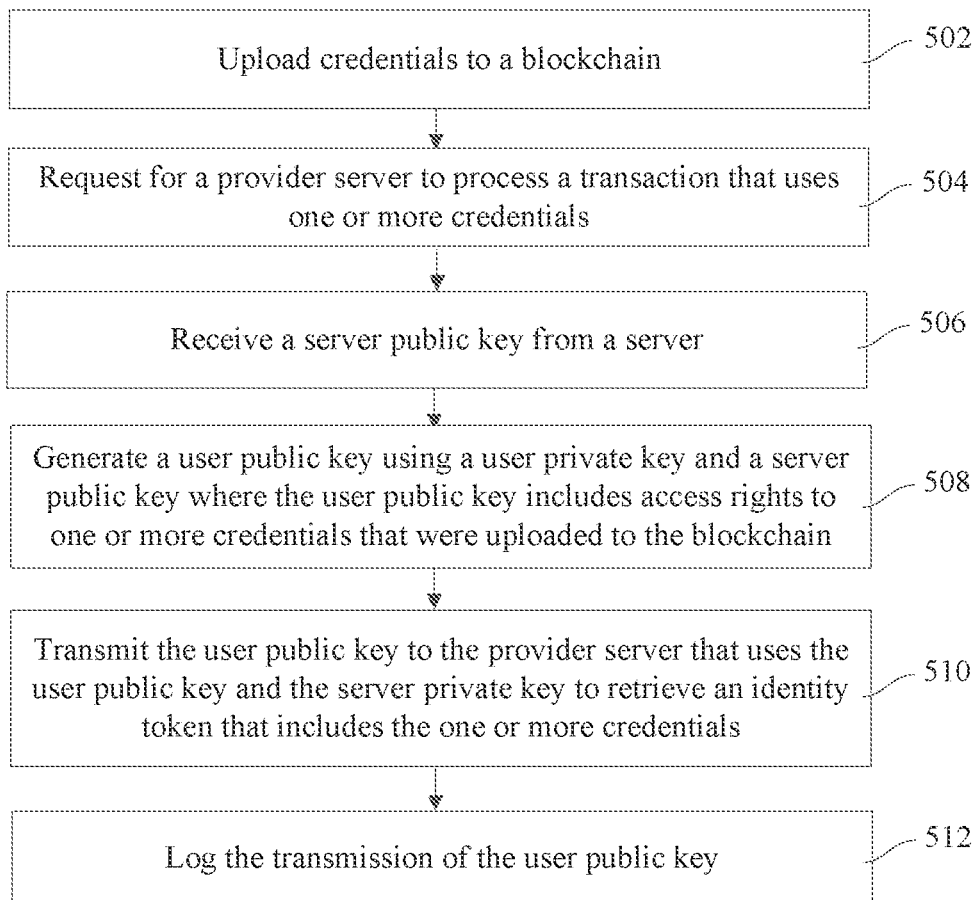 Upload credentials to a blockchain
502
Request for a provider server to process a transaction that uses
one or more credentials
504
Receive a server public key from a server
506
Generate a user public key using a user private key and a server
public key where the user public key includes access rights to
one or more credentials that were uploaded to the blockchain
508
Transmit the user public key to the provider server that uses the
user public key and the server private key to retrieve an identity
token that includes the one or more credentials
510
Log the transmission of the user public key
512